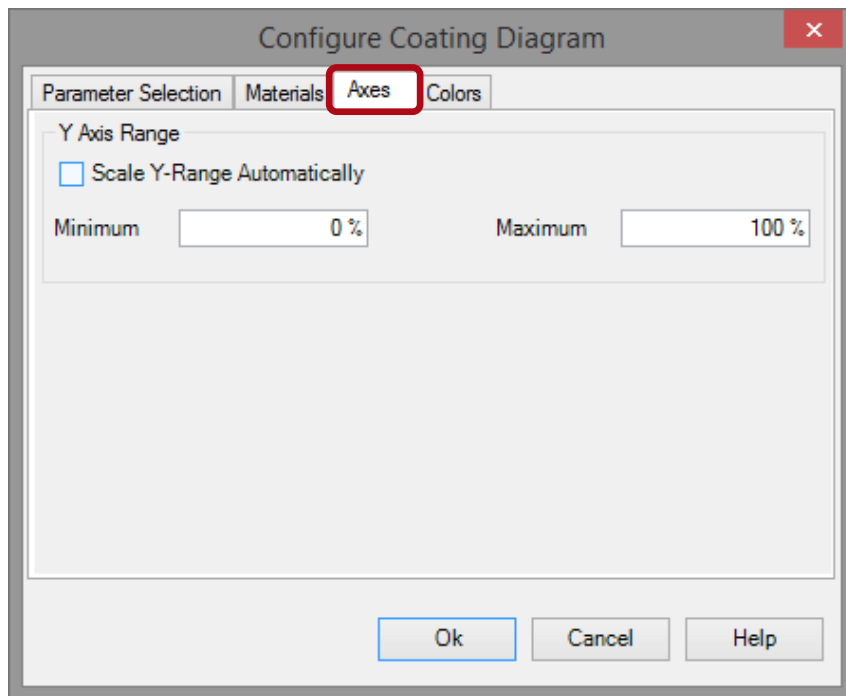 Configure Coating Diagram
Parameter Selection Materials Axes Colors
Y Axis Range
Scale Y-Range Automatically
Minimum 0 % Maximum 100 %
Ok Cancel Help